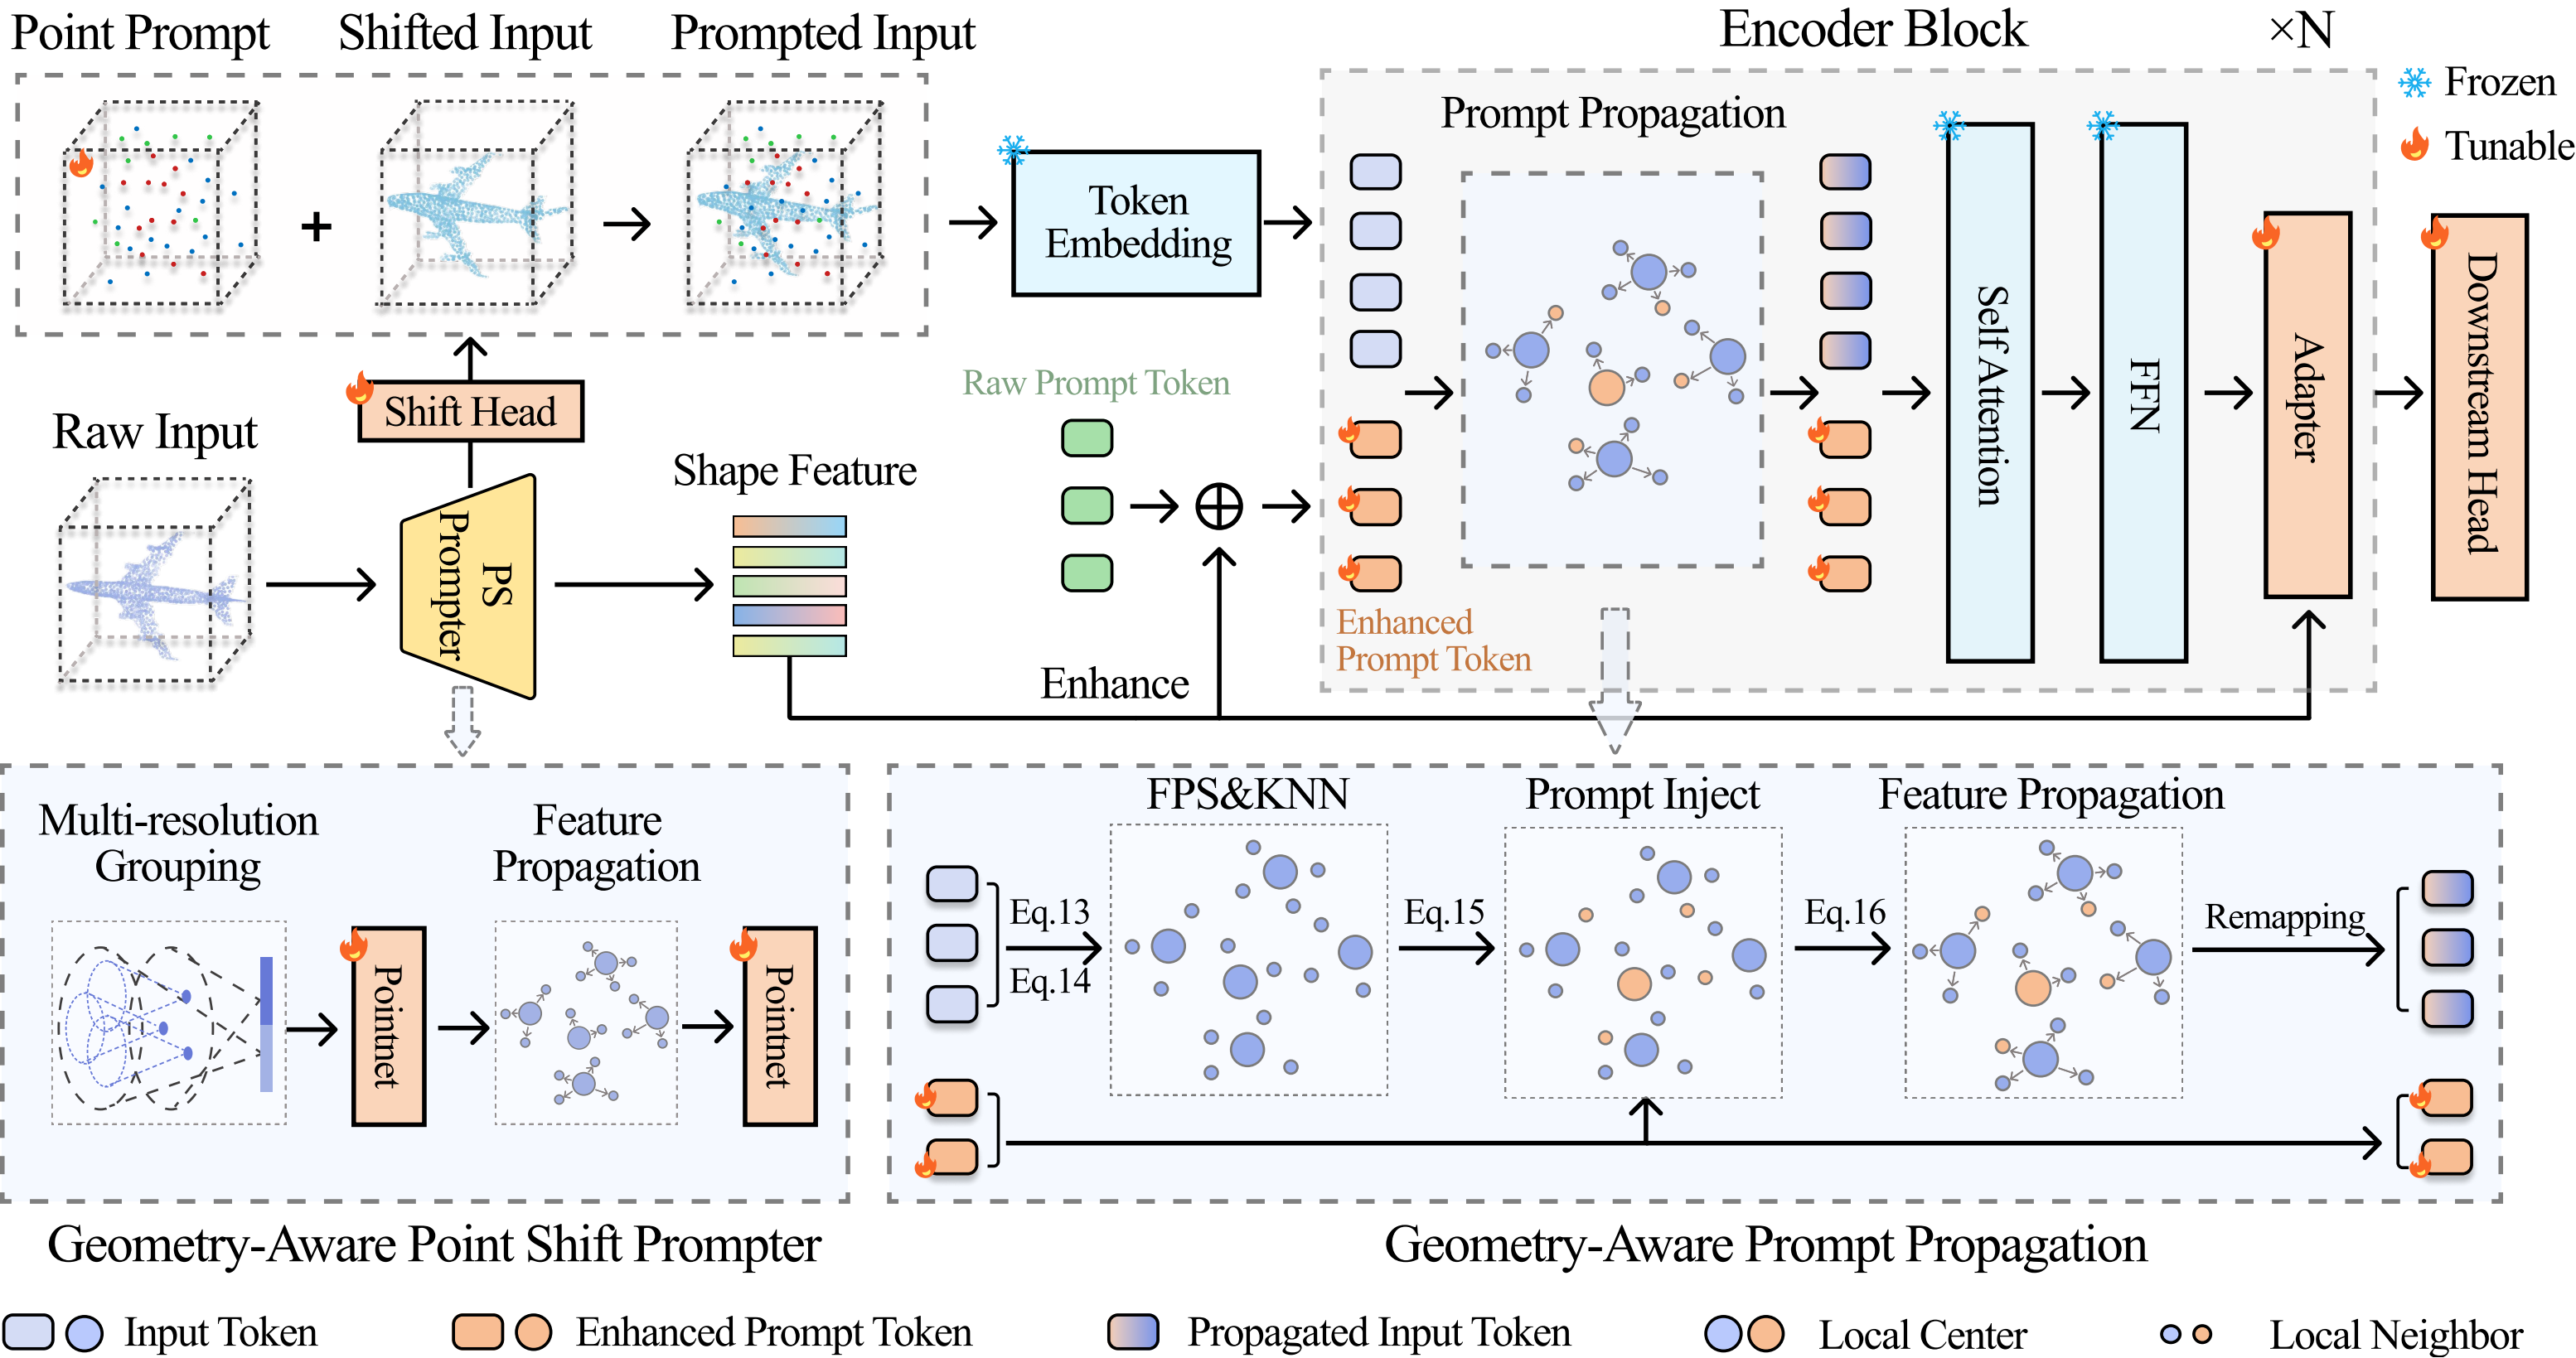 Point Prompt
Shifted Input
Prompted Input
Encoder Block
×N
Frozen
Tunable
Prompt Propagation
Token
Embedding
Self Attention
FFN
Adapter
Downstream Head
Raw Prompt Token
Shift Head
Raw Input
PS
Prompter
Shape Feature
Enhanced
Prompt Token
Enhance
Multi-resolution
Grouping
Feature
Propagation
Pointnet
Pointnet
FPS&KNN
Prompt Inject
Feature Propagation
Eq.13
Eq.14
Eq.15
Eq.16
Remapping
Geometry-Aware Point Shift Prompter
Geometry-Aware Prompt Propagation
Input Token
Enhanced Prompt Token
Propagated Input Token
Local Center
Local Neighbor